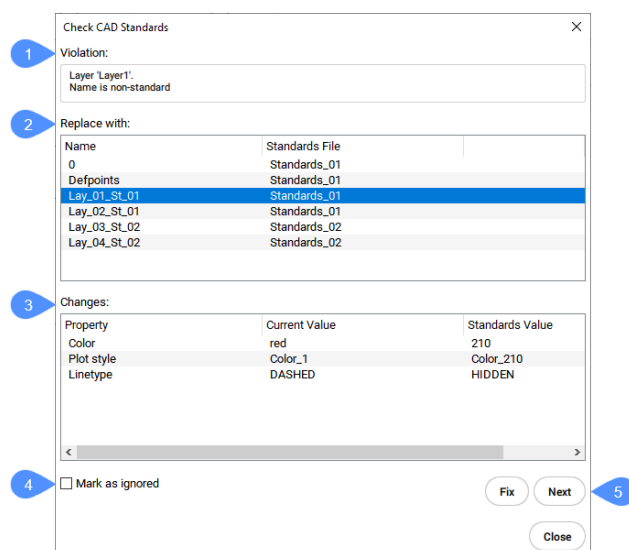 Check CAD Standards
1
Violation:
Layer 'Layer1'.
Name is non-standard
2
Replace with:
Name Standards File
0 Standards_01
Defpoints Standards_01
Lay_01_St_01 Standards_01
Lay_02_St_01 Standards_01
Lay_03_St_02 Standards_02
Lay_04_St_02 Standards_02
3
Changes:
Property Current Value Standards Value
Color red 210
Plot style Color_1 Color_210
Linetype DASHED HIDDEN
4
Mark as ignored
Fix Next
5
Close